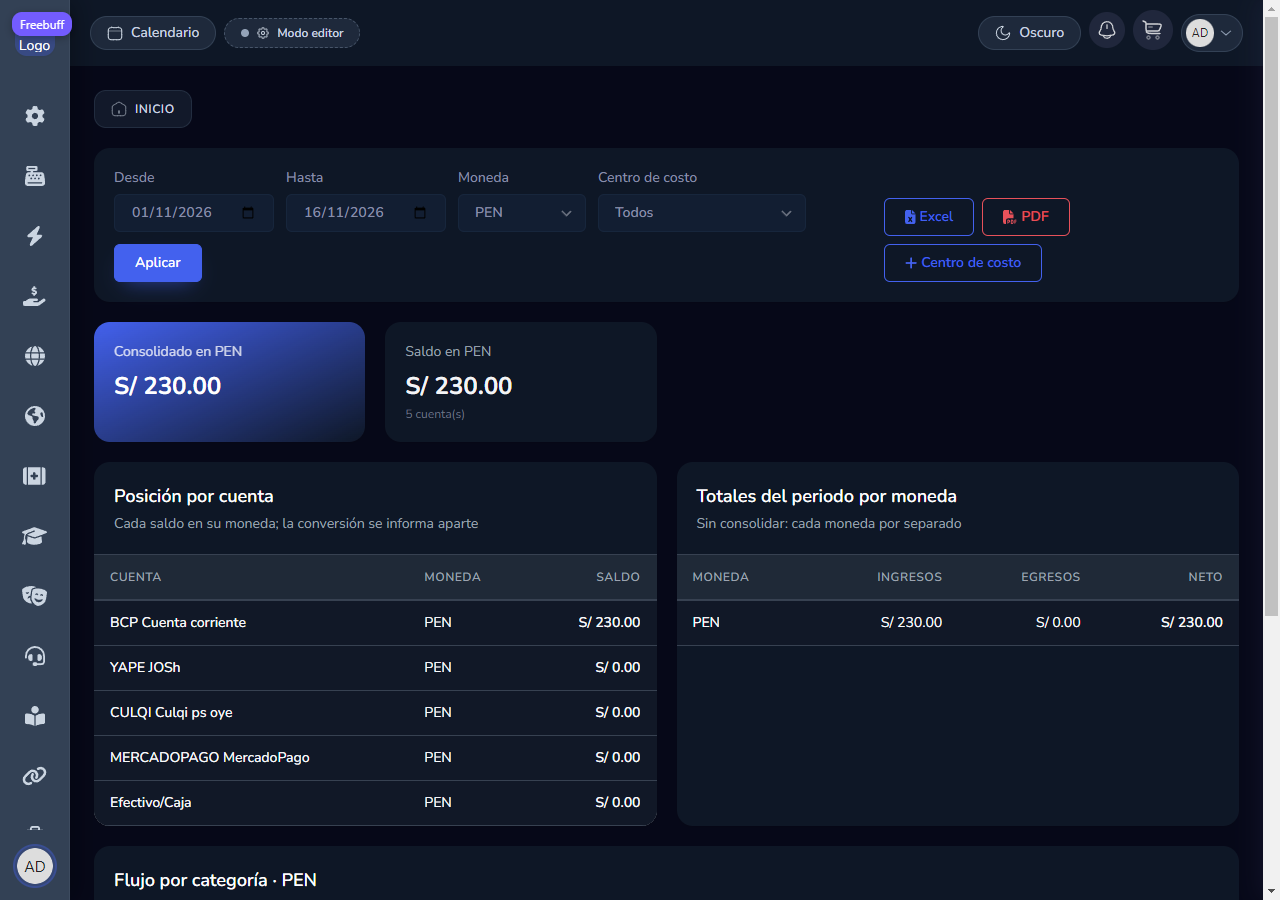 Freebuff
Logo
Calendario
Modo editor
Oscuro
AD
INICIO
Desde
Hasta
Moneda
Centro de costo
01/11/2026
16/11/2026
PEN
Todos
Excel
PDF
Aplicar
+ Centro de costo
Consolidado en PEN
S/ 230.00
Saldo en PEN
S/ 230.00
5 cuenta(s)
Posición por cuenta
Cada saldo en su moneda; la conversión se informa aparte
CUENTA MONEDA SALDO
BCP Cuenta corriente PEN S/ 230.00
YAPE JOSh PEN S/ 0.00
CULQI Culqi ps oye PEN S/ 0.00
MERCADOPAGO MercadoPago PEN S/ 0.00
Efectivo/Caja PEN S/ 0.00
Totales del periodo por moneda
Sin consolidar: cada moneda por separado
MONEDA INGRESOS EGRESOS NETO
PEN S/ 230.00 S/ 0.00 S/ 230.00
Flujo por categoría · PEN
AD